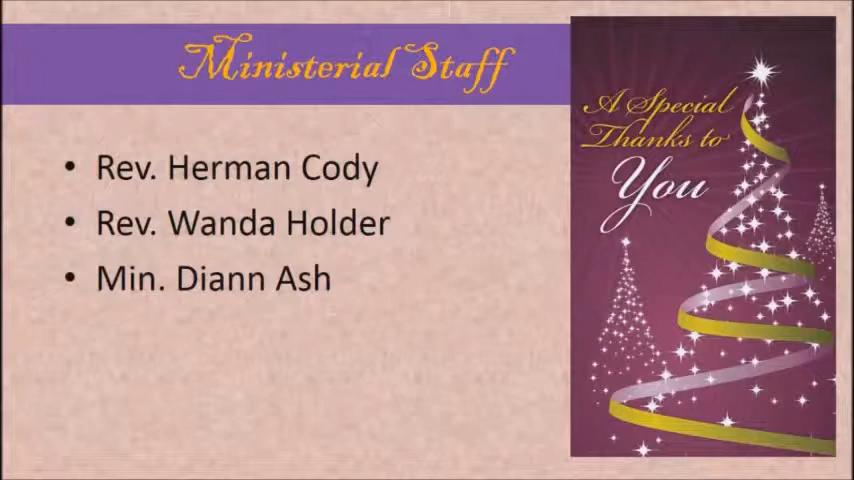 Ministerial Staff
• Rev. Herman Cody
• Rev. Wanda Holder
• Min. Diann Ash
A Special
Thanks to
You